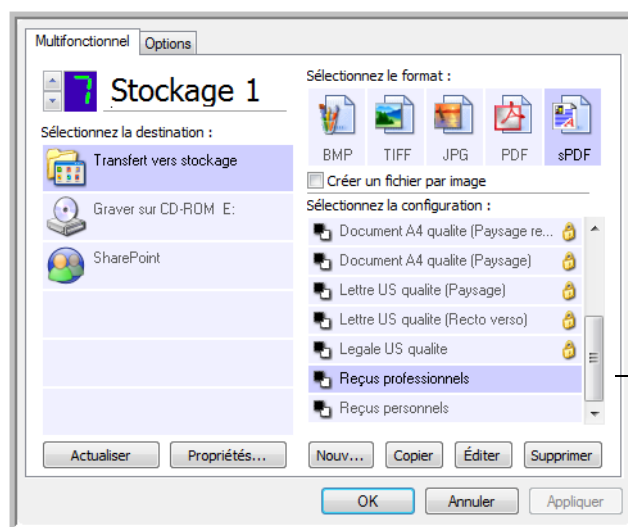 Multifonctionnel Options
7 Stockage 1
Sélectionnez la destination :
Transfert vers stockage
Graver sur CD-ROM E:
SharePoint
Actualiser Propriétés...
Sélectionnez le format :
BMP TIFF JPG PDF sPDF
Créer un fichier par image
Sélectionnez la configuration :
Document A4 qualite (Paysage re...
Document A4 qualite (Paysage)
Lettre US qualite (Paysage)
Lettre US qualite (Recto verso)
Legale US qualite
Reçus professionnels
Reçus personnels
Nouv... Copier Éditer Supprimer
OK Annuler Appliquer